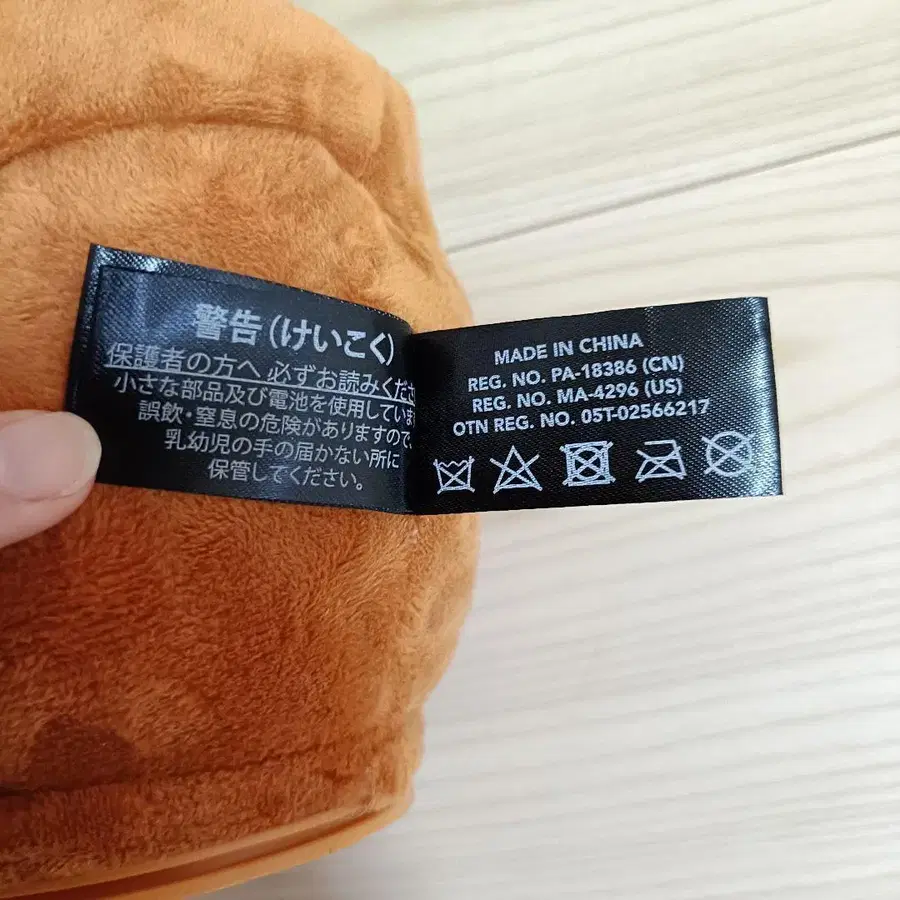 警告(けいこく)
保護者の方へ 必ずお読みくださ
小さな部品及び電池を使用していま
誤飲・窒息の危険がありますので、
乳幼児の手の届かない所に
保管してください。
MADE IN CHINA
REG. NO. PA-18386 (CN)
REG. NO. MA-4296 (US)
OTN REG. NO. 05T-02566217